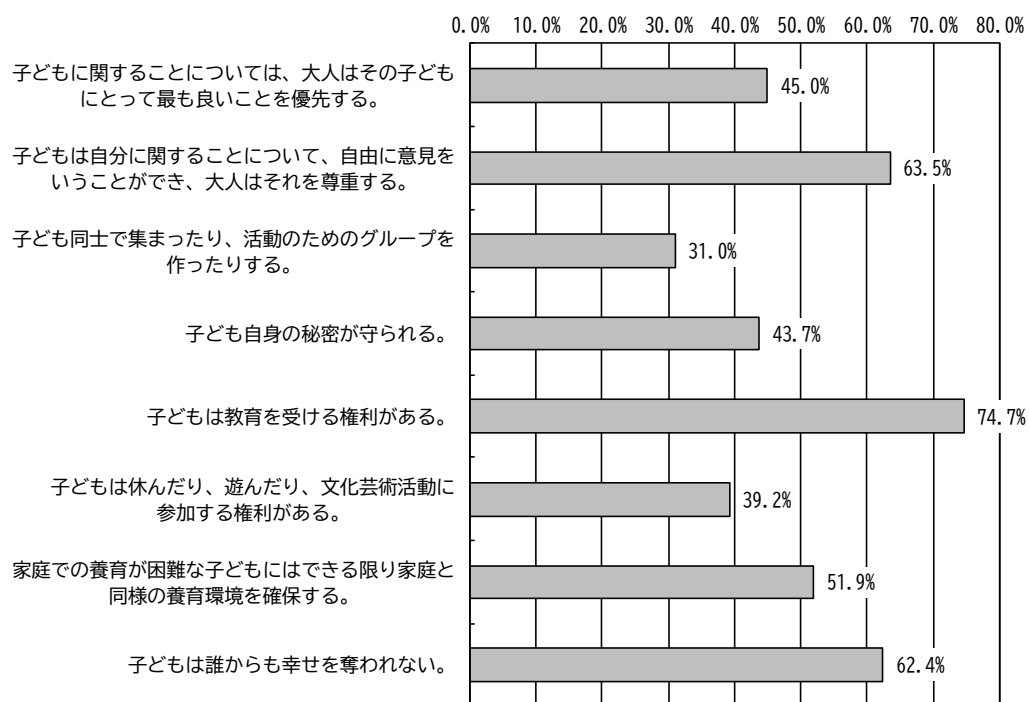 0.0% 10.0% 20.0% 30.0% 40.0% 50.0% 60.0% 70.0% 80.0%
子どもに関することについては、大人はその子ども
にとって最も良いことを優先する。
45.0%
子どもは自分に関することについて、自由に意見を
いうことができ、大人はそれを尊重する。
63.5%
子ども同士で集まったり、活動のためのグループを
作ったりする。
31.0%
子ども自身の秘密が守られる。
43.7%
子どもは教育を受ける権利がある。
74.7%
子どもは休んだり、遊んだり、文化芸術活動に
参加する権利がある。
39.2%
家庭での養育が困難な子どもにはできる限り家庭と
同様の養育環境を確保する。
51.9%
子どもは誰からも幸せを奪われない。
62.4%